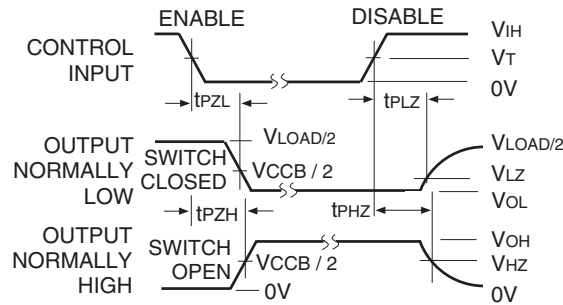 ENABLE
DISABLE
CONTROL
INPUT
VIH
VT
0V
tPZL
tPLZ
OUTPUT
NORMALLY
LOW
SWITCH
CLOSED
VLOAD/2
VCCB / 2
VLOAD/2
VLZ
VOL
tPZH
tPHZ
OUTPUT
NORMALLY
HIGH
SWITCH
OPEN
VCCB / 2
0V
VOH
VHZ
0V